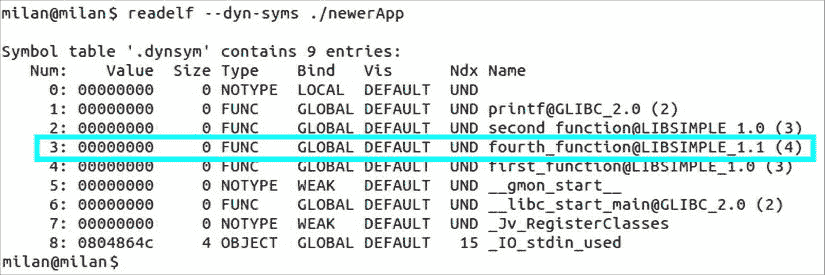 milan@milan$ readelf --dyn-syms ./newerApp
Symbol table '.dynsym' contains 9 entries:
Num: Value Size Type Bind Vis Ndx Name
0: 00000000 0 NOTYPE LOCAL DEFAULT UND
1: 00000000 0 FUNC GLOBAL DEFAULT UND printf@GLIBC_2.0 (2)
2: 00000000 0 FUNC GLOBAL DEFAULT UND second_function@LIBSIMPLE_1.0 (3)
3: 00000000 0 FUNC GLOBAL DEFAULT UND fourth_function@LIBSIMPLE_1.1 (4)
4: 00000000 0 FUNC GLOBAL DEFAULT UND first_function@LIBSIMPLE_1.0 (3)
5: 00000000 0 NOTYPE WEAK DEFAULT UND __gmon_start__
6: 00000000 0 FUNC GLOBAL DEFAULT UND __libc_start_main@GLIBC_2.0 (2)
7: 00000000 0 NOTYPE WEAK DEFAULT UND _Jv_RegisterClasses
8: 0804864c 4 OBJECT GLOBAL DEFAULT 15 _IO_stdin_used
milan@milan$